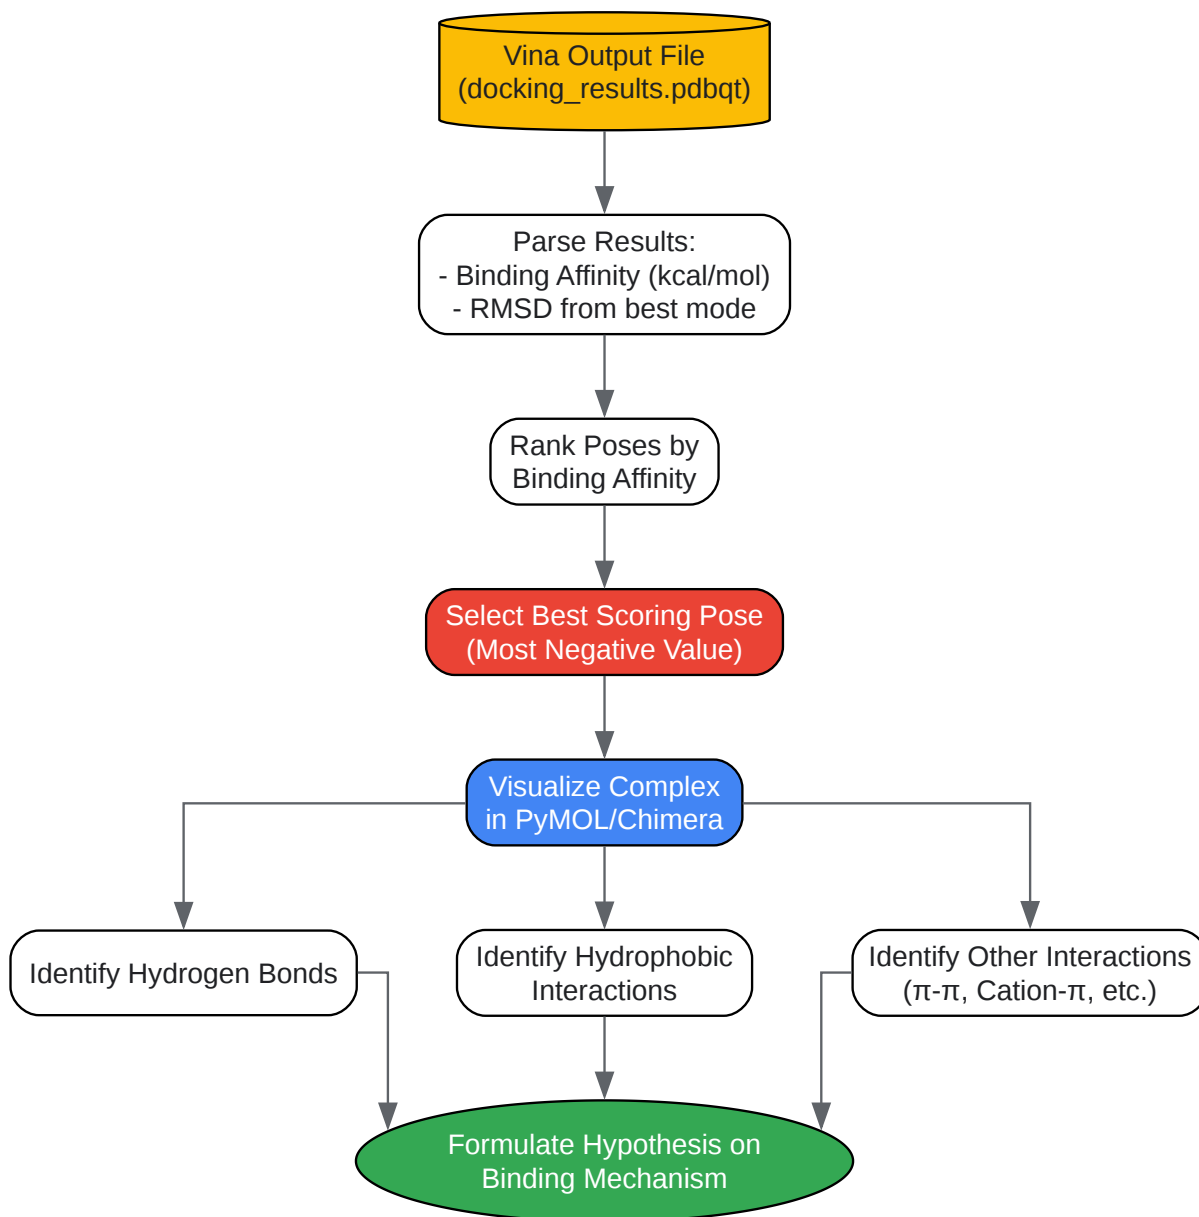 Vina Output File
(docking_results.pdbqt)
Parse Results:
- Binding Affinity (kcal/mol)
- RMSD from best mode
Rank Poses by
Binding Affinity
Select Best Scoring Pose
(Most Negative Value)
Visualize Complex
in PyMOL/Chimera
Identify Hydrogen Bonds
Identify Hydrophobic
Interactions
Identify Other Interactions
(π-π, Cation-π, etc.)
Formulate Hypothesis on
Binding Mechanism